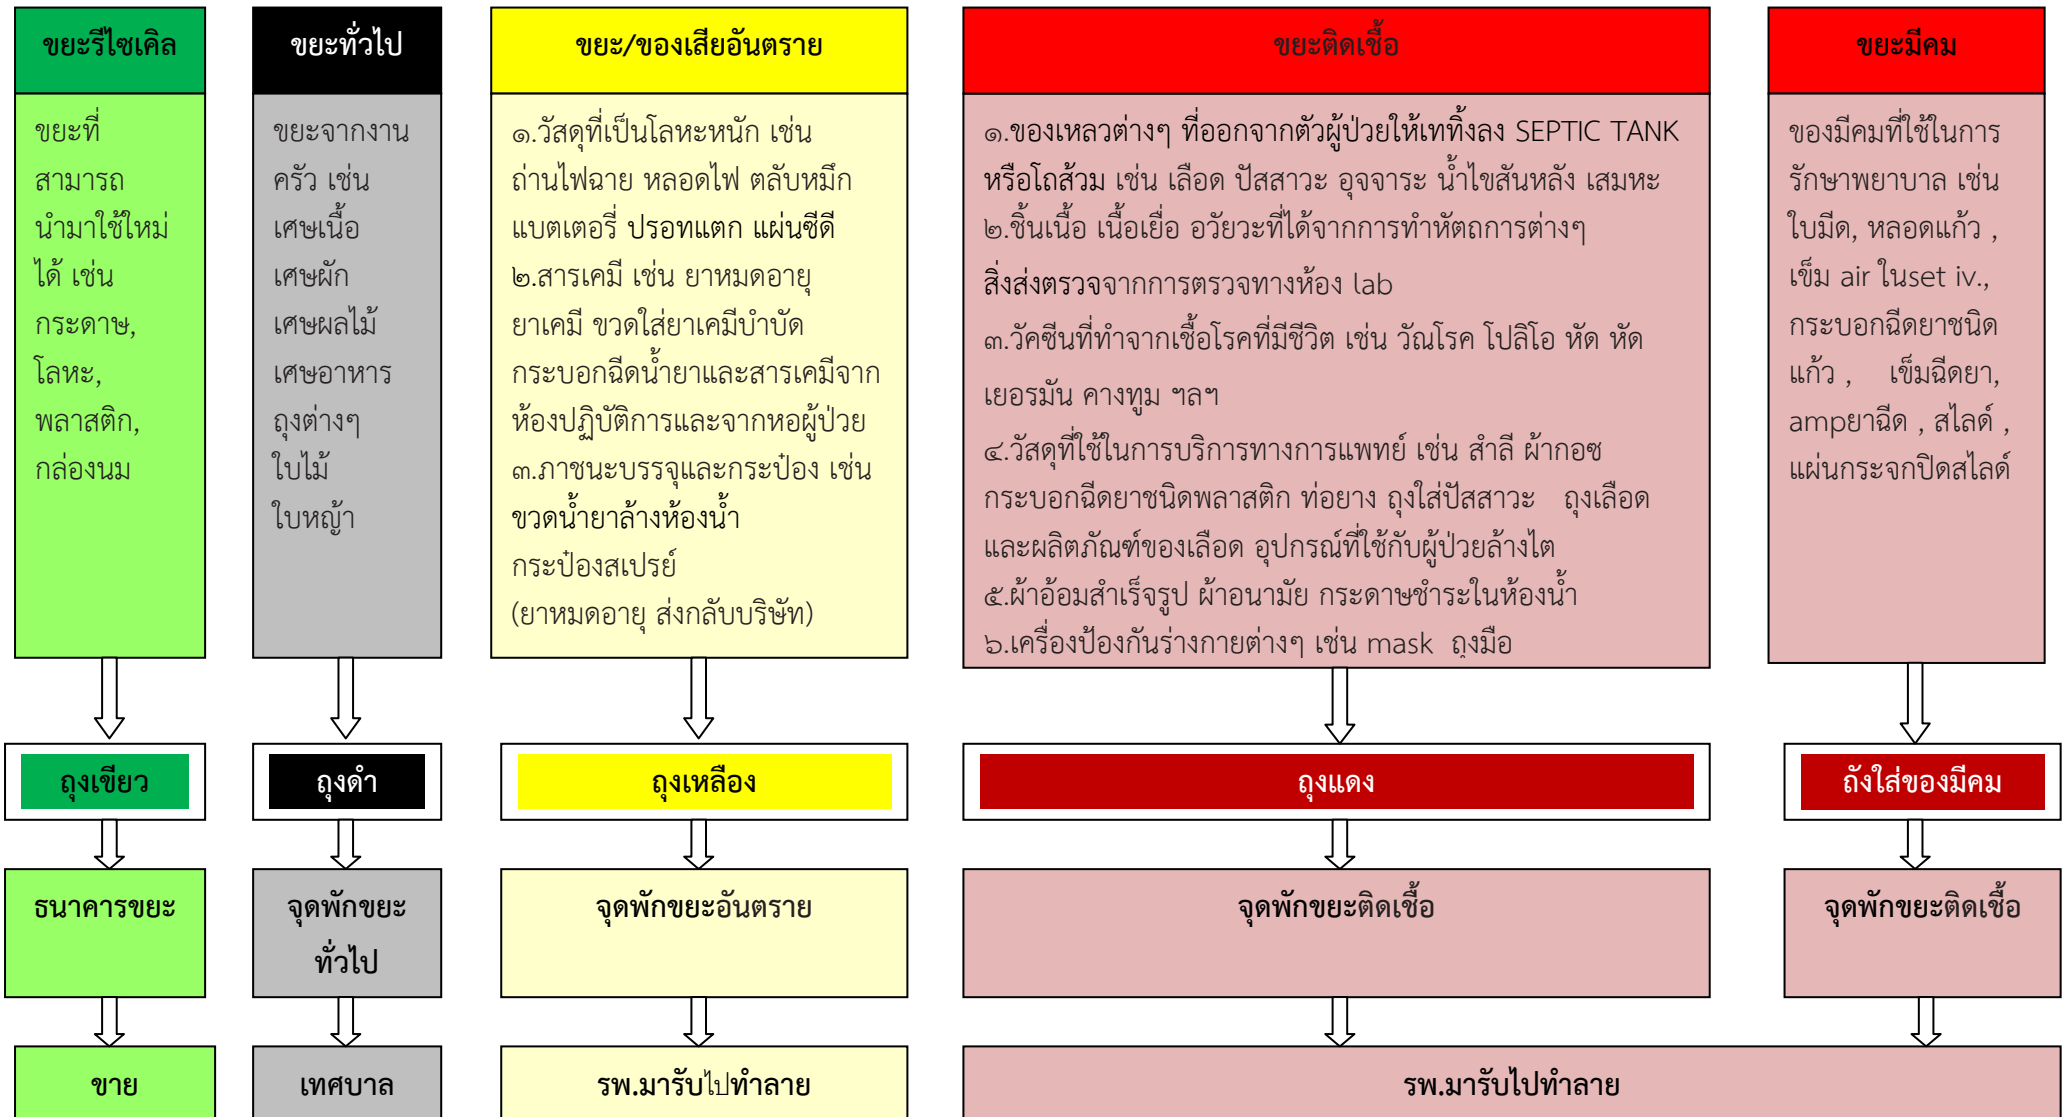 ขยะรีไซเคิล
ขยะที่
สามารถ
นำมาใช้ใหม่
ได้ เช่น
กระดาษ,
โลหะ,
พลาสติก,
กล่องนม
ถุงเขียว
ธนาคารขยะ
ขาย
ขยะทั่วไป
ขยะจากงาน
ครัว เช่น
เศษเนื้อ
เศษผัก
เศษผลไม้
เศษอาหาร
ถุงต่างๆ
ใบไม้
ใบหญ้า
ถุงดำ
จุดพักขยะ
ทั่วไป
เทศบาล
ขยะ/ของเสียอันตราย
๑.วัสดุที่เป็นโลหะหนัก เช่น
ถ่านไฟฉาย หลอดไฟ ตลับหมึก
แบตเตอรี่ ปรอทแตก แผ่นซีดี
๒.สารเคมี เช่น ยาหมดอายุ
ยาเคมี ขวดใส่ยาเคมีบำบัด
กระบอกฉีดน้ำยาและสารเคมีจาก
ห้องปฏิบัติการและจากหอผู้ป่วย
๓.ภาชนะบรรจุและกระป๋อง เช่น
ขวดน้ำยาล้างห้องน้ำ
กระป๋องสเปรย์
(ยาหมดอายุ ส่งกลับบริษัท)
ถุงเหลือง
จุดพักขยะอันตราย
รพ.มารับไปทำลาย
ขยะติดเชื้อ
๑.ของเหลวต่างๆ ที่ออกจากตัวผู้ป่วยให้เททิ้งลง SEPTIC TANK
หรือโถส้วม เช่น เลือด ปัสสาวะ อุจจาระ น้ำไขสันหลัง เสมหะ
๒.ชิ้นเนื้อ เนื้อเยื่อ อวัยวะที่ได้จากการทำหัตถการต่างๆ
สิ่งส่งตรวจจากการตรวจทางห้อง lab
๓.วัคซีนที่ทำจากเชื้อโรคที่มีชีวิต เช่น วัณโรค โปลิโอ หัด หัด
เยอรมัน คางทูม ฯลฯ
๔.วัสดุที่ใช้ในการบริการทางการแพทย์ เช่น สำลี ผ้ากอซ
กระบอกฉีดยาชนิดพลาสติก ท่อยาง ถุงใส่ปัสสาวะ ถุงเลือด
และผลิตภัณฑ์ของเลือด อุปกรณ์ที่ใช้กับผู้ป่วยล้างไต
๕.ผ้าอ้อมสำเร็จรูป ผ้าอนามัย กระดาษชำระในห้องน้ำ
๖.เครื่องป้องกันร่างกายต่างๆ เช่น mask ถุงมือ
ถุงแดง
จุดพักขยะติดเชื้อ
ขยะมีคม
ของมีคมที่ใช้ในการ
รักษาพยาบาล เช่น
ใบมีด, หลอดแก้ว ,
เข็ม air ในset iv.,
กระบอกฉีดยาชนิด
แก้ว , เข็มฉีดยา,
ampยาฉีด , สไลด์ ,
แผ่นกระจกปิดสไลด์
ถังใส่ของมีคม
จุดพักขยะติดเชื้อ
รพ.มารับไปทำลาย